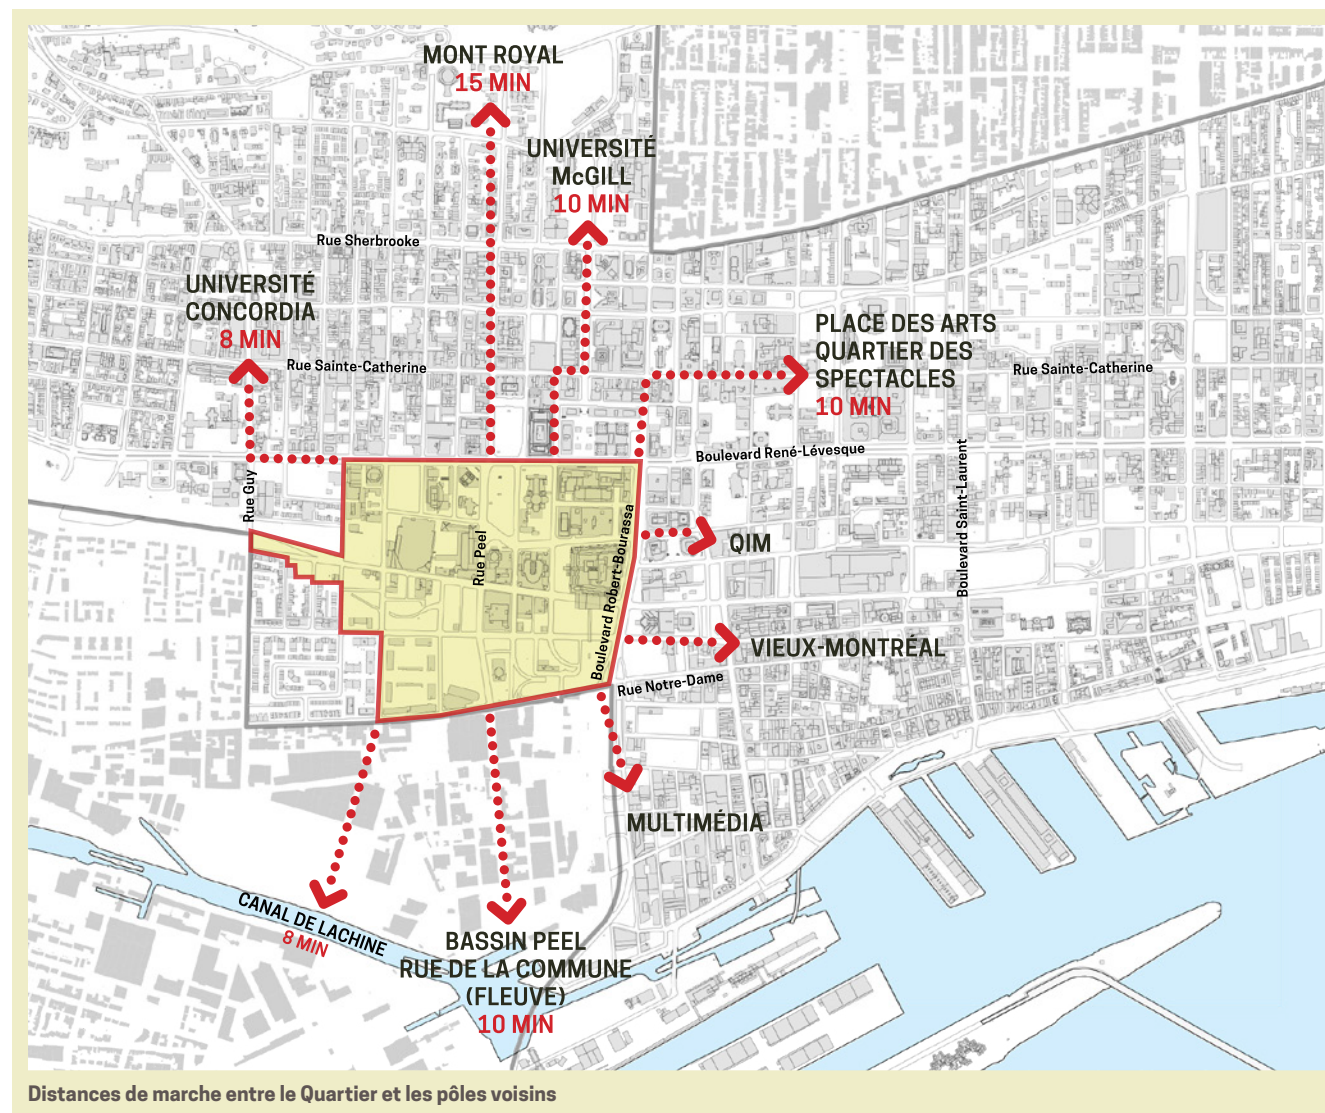 MONT ROYAL
15 MIN
UNIVERSITÉ
McGILL
10 MIN
Rue Sherbrooke
UNIVERSITÉ
CONCORDIA
8 MIN
Rue Sainte-Catherine
PLACE DES ARTS
QUARTIER DES
SPECTACLES
10 MIN
Rue Sainte-Catherine
Boulevard René-Lévesque
Rue Guy
Rue Peel
Boulevard Robert-Bourassa
Boulevard Saint-Laurent
QIM
VIEUX-MONTRÉAL
Rue Notre-Dame
MULTIMÉDIA
CANAL DE LACHINE
8 MIN
BASSIN PEEL
RUE DE LA COMMUNE
(FLEUVE)
10 MIN
Distances de marche entre le Quartier et les pôles voisins